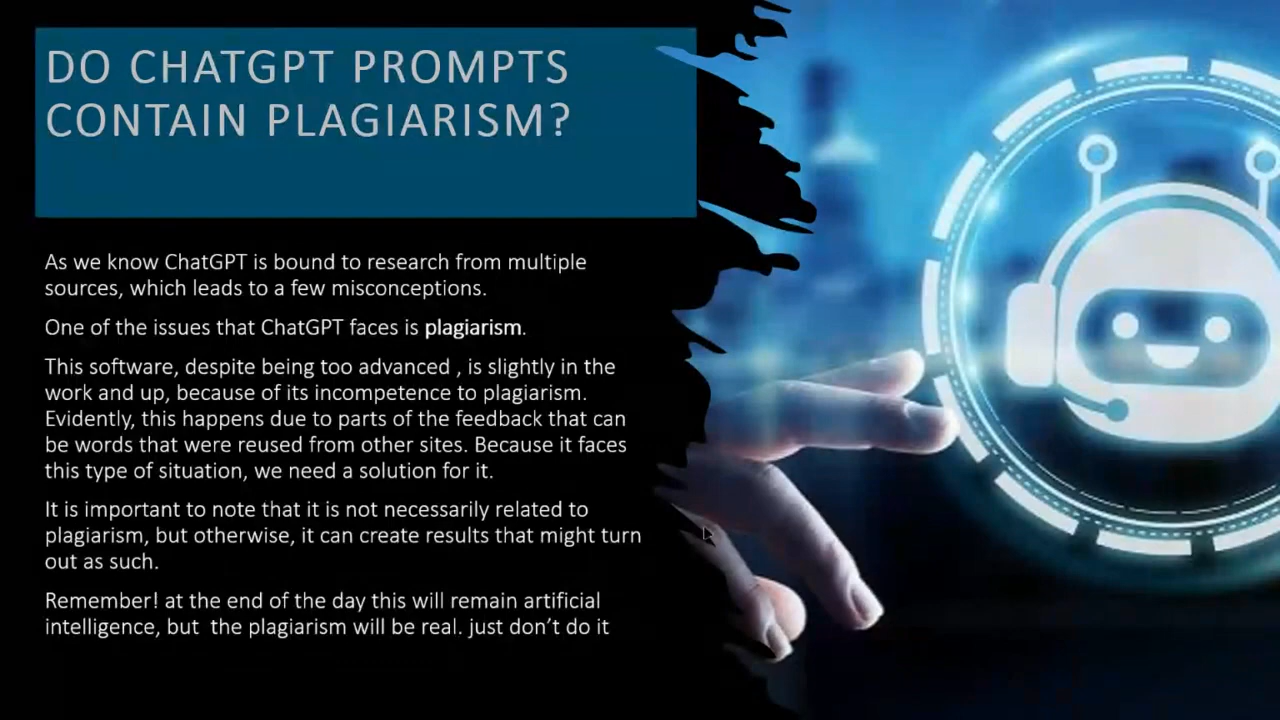 DO CHATGPT PROMPTS
CONTAIN PLAGIARISM?
As we know ChatGPT is bound to research from multiple
sources, which leads to a few misconceptions.
One of the issues that ChatGPT faces is plagiarism.
This software, despite being too advanced , is slightly in the
work and up, because of its incompetence to plagiarism.
Evidently, this happens due to parts of the feedback that can
be words that were reused from other sites. Because it faces
this type of situation, we need a solution for it.
It is important to note that it is not necessarily related to
plagiarism, but otherwise, it can create results that might turn
out as such.
Remember! at the end of the day this will remain artificial
intelligence, but  the plagiarism will be real. just don’t do it